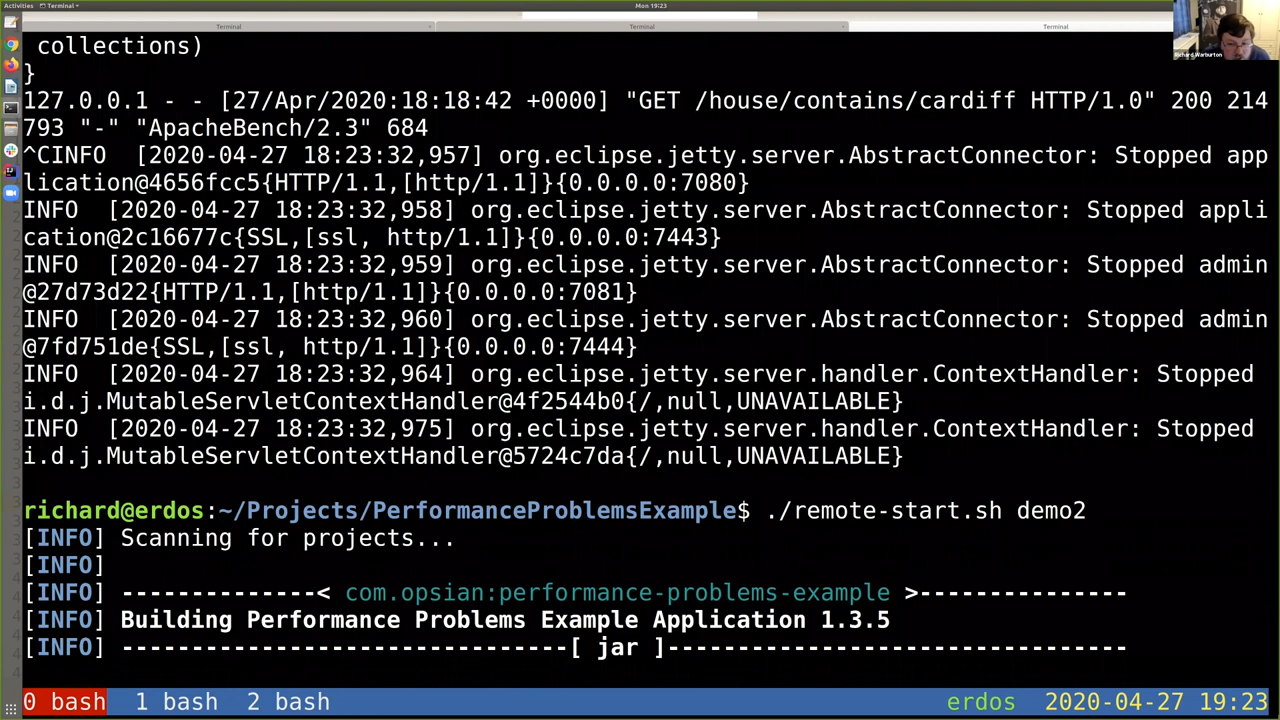 Activities Terminal Mon 19:23
Terminal Terminal Terminal
collections)
}
127.0.0.1 - - [27/Apr/2020:18:18:42 +0000] "GET /house/contains/cardiff HTTP/1.0" 200 214
793 "-" "ApacheBench/2.3" 684
^CINFO [2020-04-27 18:23:32,957] org.eclipse.jetty.server.AbstractConnector: Stopped app
lication@4656fcc5{HTTP/1.1,[http/1.1]}{0.0.0.0:7080}
INFO [2020-04-27 18:23:32,958] org.eclipse.jetty.server.AbstractConnector: Stopped appli
cation@2c16677c{SSL,[ssl, http/1.1]}{0.0.0.0:7443}
INFO [2020-04-27 18:23:32,959] org.eclipse.jetty.server.AbstractConnector: Stopped admin
@27d73d22{HTTP/1.1,[http/1.1]}{0.0.0.0:7081}
INFO [2020-04-27 18:23:32,960] org.eclipse.jetty.server.AbstractConnector: Stopped admin
@7fd751de{SSL,[ssl, http/1.1]}{0.0.0.0:7444}
INFO [2020-04-27 18:23:32,964] org.eclipse.jetty.server.handler.ContextHandler: Stopped
i.d.j.MutableServletContextHandler@4f2544b0{/,null,UNAVAILABLE}
INFO [2020-04-27 18:23:32,975] org.eclipse.jetty.server.handler.ContextHandler: Stopped
i.d.j.MutableServletContextHandler@5724c7da{/,null,UNAVAILABLE}
richard@erdos:~/Projects/PerformanceProblemsExample$ ./remote-start.sh demo2
[INFO] Scanning for projects...
[INFO]
[INFO] --------------< com.opsian:performance-problems-example >---------------
[INFO] Building Performance Problems Example Application 1.3.5
[INFO] --------------------------------[ jar ]---------------------------------
0 bash 1 bash 2 bash erdos 2020-04-27 19:23
Richard Warburton